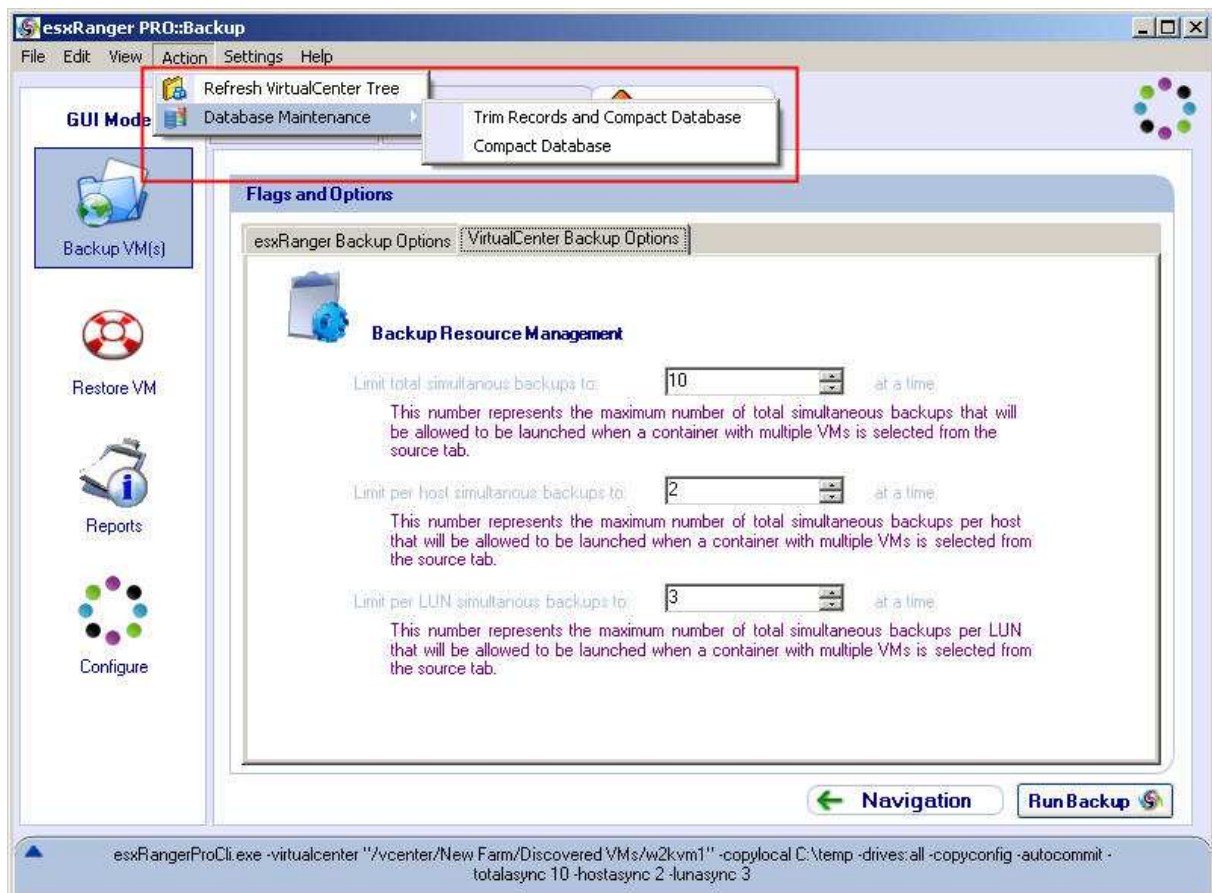 esxRanger PRO::Backup
File Edit View Action Settings Help
Refresh VirtualCenter Tree
Database Maintenance
Trim Records and Compact Database
Compact Database
GUI Mode
Backup VM(s)
Restore VM
Reports
Configure
Flags and Options
esxRanger Backup Options VirtualCenter Backup Options
Backup Resource Management
Limit total simultanous backups to: 10 at a time
This number represents the maximum number of total simultaneous backups that will
be allowed to be launched when a container with multiple VMs is selected from the
source tab.
Limit per host simultanous backups to: 2 at a time
This number represents the maximum number of total simultaneous backups per host
that will be allowed to be launched when a container with multiple VMs is selected from
the source tab.
Limit per LUN simultanous backups to: 3 at a time
This number represents the maximum number of total simultaneous backups per LUN
that will be allowed to be launched when a container with multiple VMs is selected from
the source tab.
Navigation Run Backup
esxRangerProCli.exe -virtualcenter "/vcenter/New Farm/Discovered VMs/w2kvm1" -copylocal C:\temp -drives:all -copyconfig -autocommit -
totalasync 10 -hostasync 2 -lunasync 3